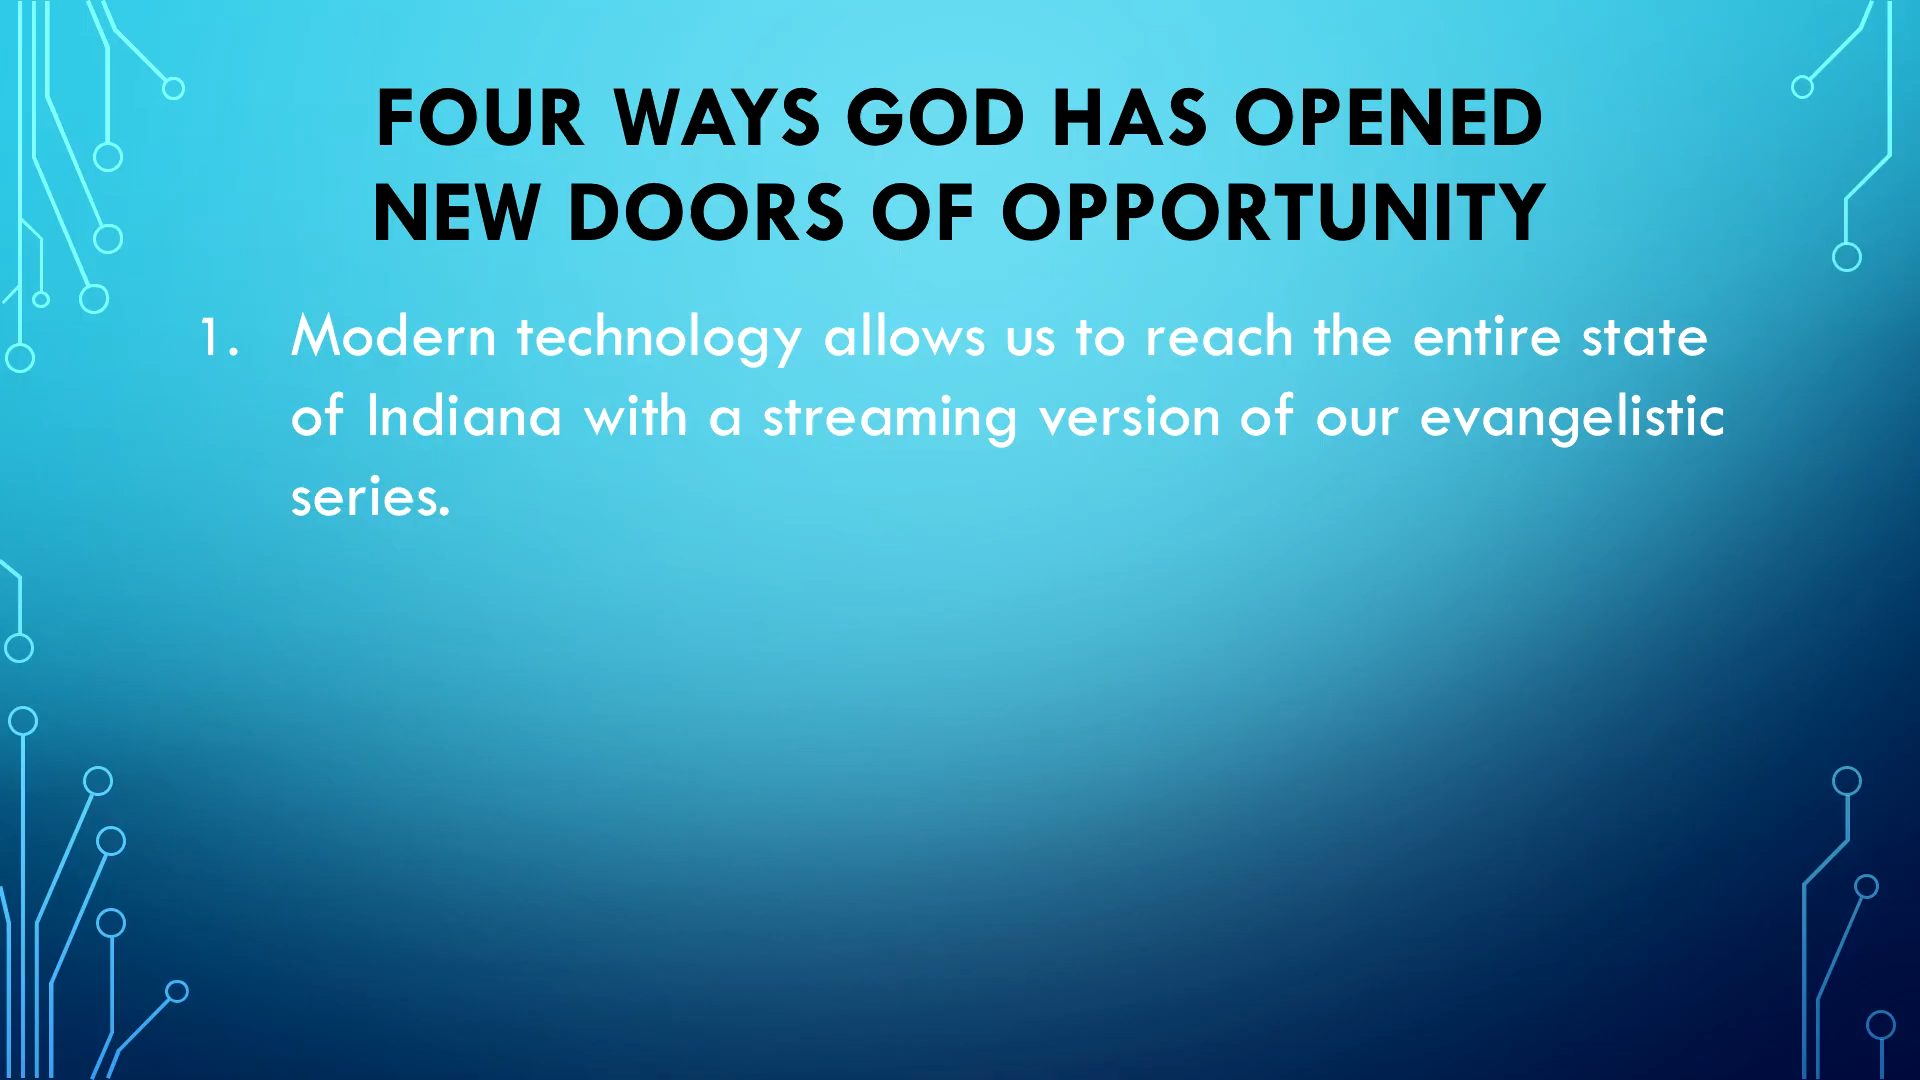 FOUR WAYS GOD HAS OPENED
NEW DOORS OF OPPORTUNITY
1. Modern technology allows us to reach the entire state
of Indiana with a streaming version of our evangelistic
series.